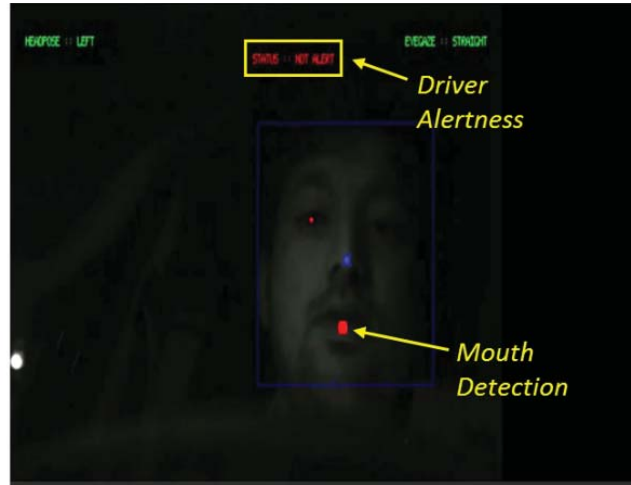 HEADPOSE :: LEFT
STATUS :: NOT ALERT
EYEGAZE :: STRAIGHT
Driver
Alertness
Mouth
Detection